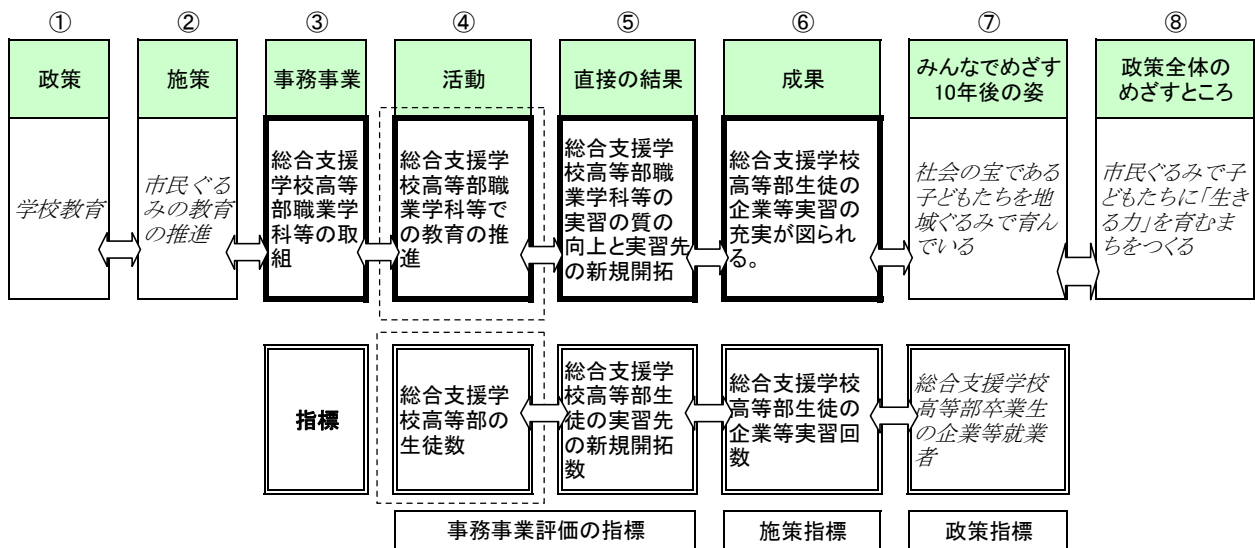 ① ② ③ ④ ⑤ ⑥ ⑦ ⑧
政策
施策
事務事業
活動
直接の結果
成果
みんなでめざす
10年後の姿
政策全体の
めざすところ
学校教育
市民ぐる
みの教育
の推進
総合支援
学校高等
部職業学
科等の取
組
総合支援学
校高等部職
業学科等で
の教育の推
進
総合支援学
校高等部職
業学科等の
実習の質の
向上と実習先
の新規開拓
総合支援学校
高等部生徒の
企業等実習の
充実が図られ
る。
社会の宝である
子どもたちを地
域ぐるみで育ん
でいる
市民ぐるみで子
どもたちに「生き
る力」を育むま
ちをつくる
指標
総合支援学
校高等部の
生徒数
総合支援学
校高等部生
徒の実習先
の新規開拓
数
総合支援学校
高等部生徒の
企業等実習回
数
総合支援学校
高等部卒業生
の企業等就業
者
事務事業評価の指標
施策指標
政策指標